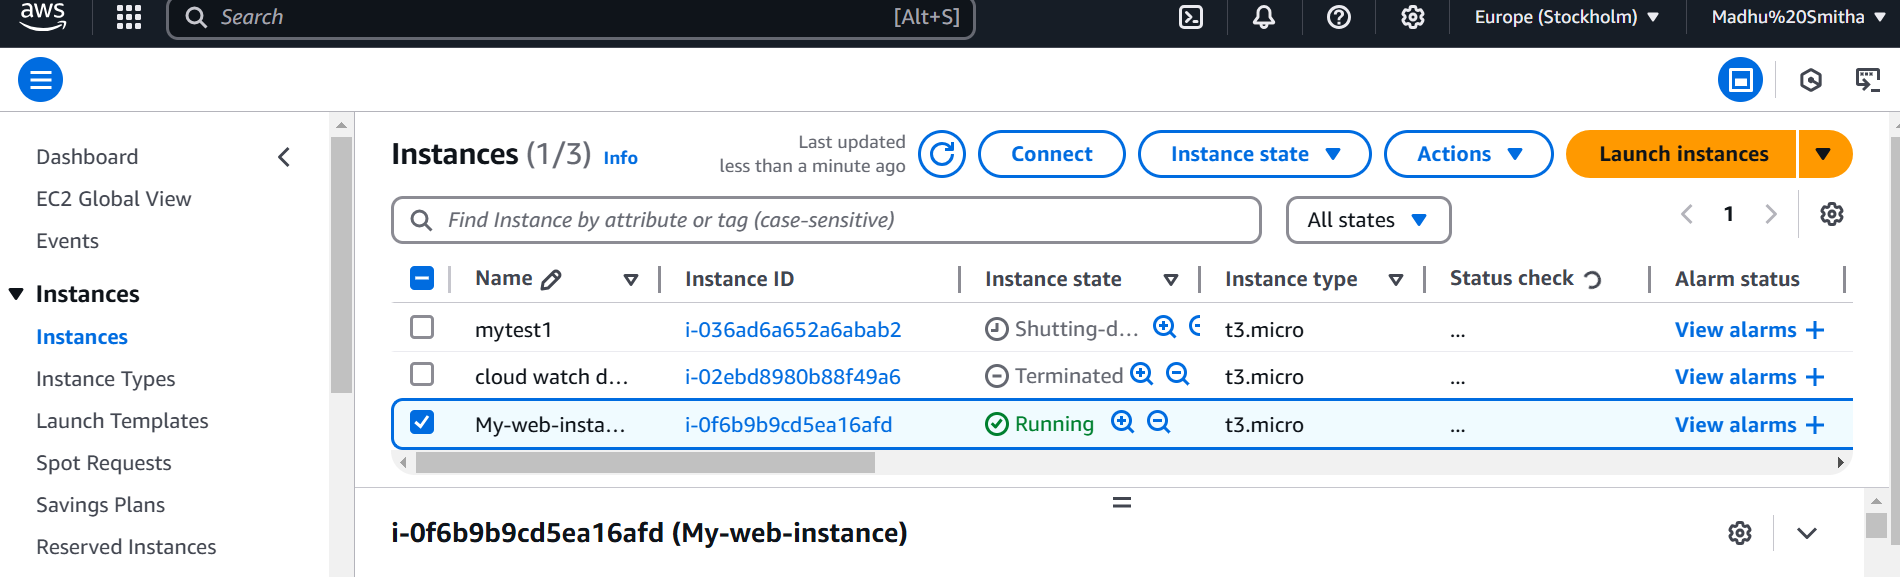 aws
Search [Alt+S] Europe (Stockholm) Madhu%20Smitha
Dashboard
EC2 Global View
Events
Instances
Instances
Instance Types
Launch Templates
Spot Requests
Savings Plans
Reserved Instances
Instances (1/3) Info
Last updated
less than a minute ago
Connect Instance state Actions Launch instances
Find Instance by attribute or tag (case-sensitive) All states 1
Name Instance ID Instance state Instance type Status check Alarm status
mytest1 i-036ad6a652a6abab2 Shutting-d... t3.micro ... View alarms +
cloud watch d... i-02ebd8980b88f49a6 Terminated t3.micro ... View alarms +
My-web-insta... i-0f6b9b9cd5ea16afd Running t3.micro ... View alarms +
i-0f6b9b9cd5ea16afd (My-web-instance)